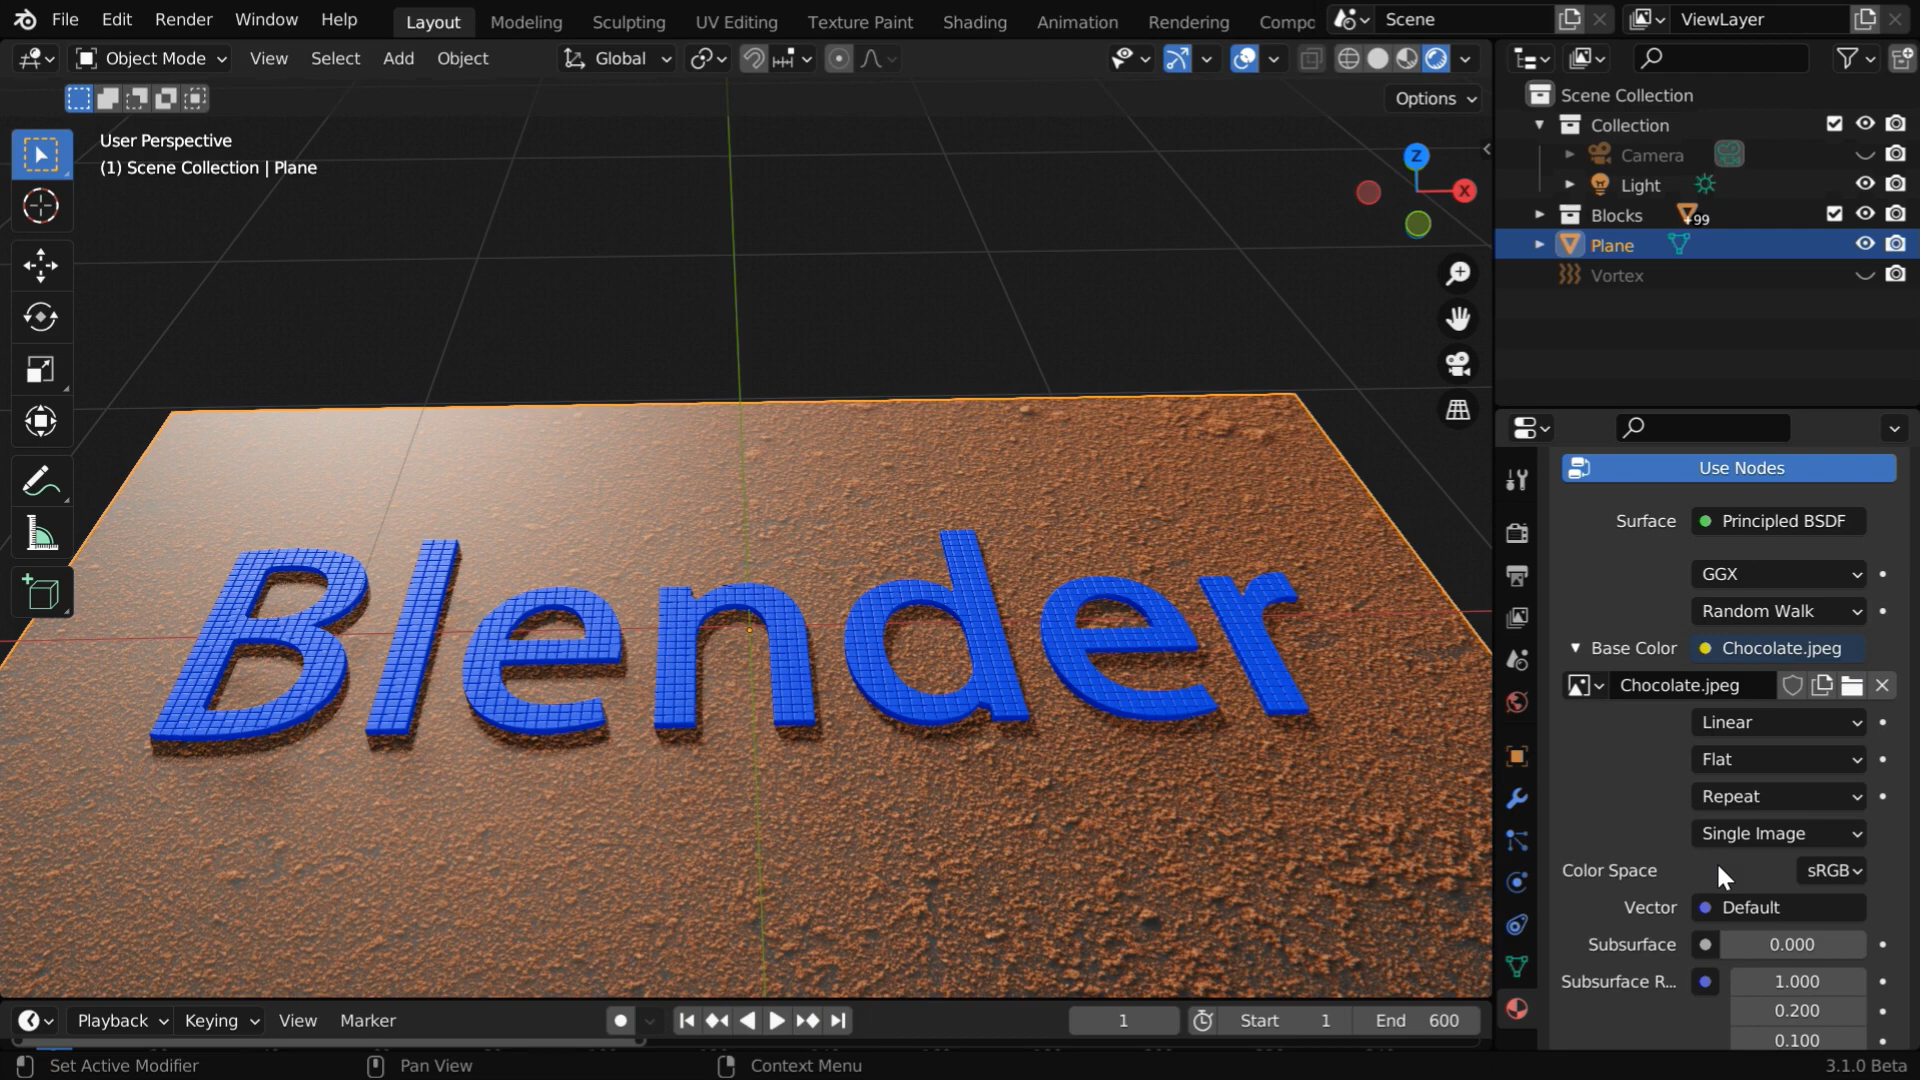 File Edit Render Window Help
Layout Modeling Sculpting UV Editing Texture Paint Shading Animation Rendering Compo
Scene
ViewLayer
Object Mode View Select Add Object
Global
Options
User Perspective
(1) Scene Collection | Plane
Z
X
Blender
Scene Collection
Collection
Camera
Light
Blocks +99
Plane
Vortex
Use Nodes
Surface Principled BSDF
GGX
Random Walk
Base Color Chocolate.jpeg
Chocolate.jpeg
Linear
Flat
Repeat
Single Image
Color Space sRGB
Vector Default
Subsurface 0.000
Subsurface R... 1.000
0.200
0.100
Playback Keying View Marker
1 Start 1 End 600
Set Active Modifier Pan View Context Menu 3.1.0 Beta